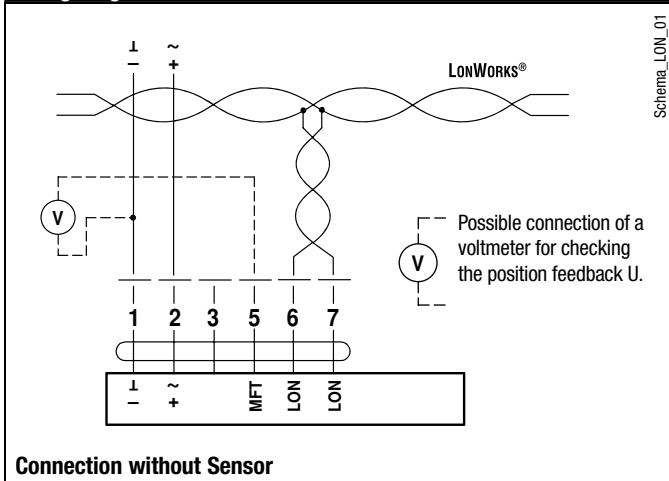 ⊥ ~
– +
LONWORKS®
Schema_LON_01
V
V
Possible connection of a
voltmeter for checking
the position feedback U.
1 2 3 5 6 7
⊥ ~ MFT LON LON
– +
Connection without Sensor